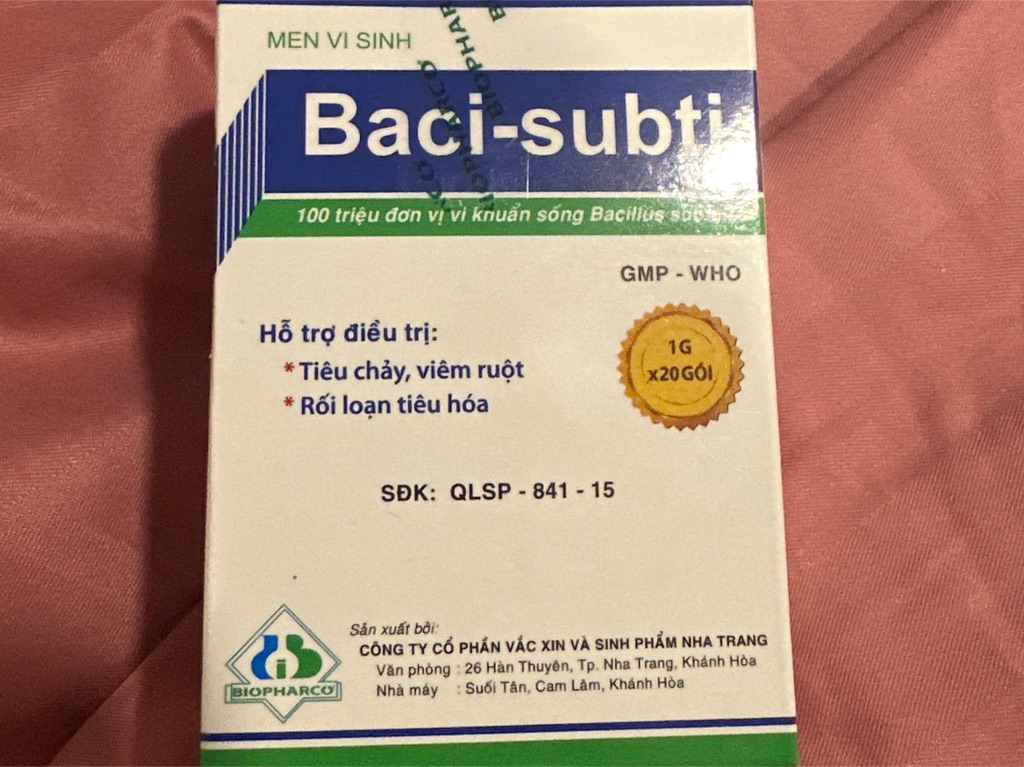 MEN VI SINH
BIOPHARCO
Baci-subti
100 triệu đơn vị vi khuẩn sống Bacillus
GMP - WHO
Hỗ trợ điều trị:
* Tiêu chảy, viêm ruột
* Rối loạn tiêu hóa
1G
x20GÓI
SĐK: QLSP - 841 - 15
Sản xuất bởi:
CÔNG TY CỔ PHẦN VẮC XIN VÀ SINH PHẨM NHA TRANG
Văn phòng : 26 Hàn Thuyên, Tp. Nha Trang, Khánh Hòa
Nhà máy : Suối Tân, Cam Lâm, Khánh Hòa
BIOPHARCO